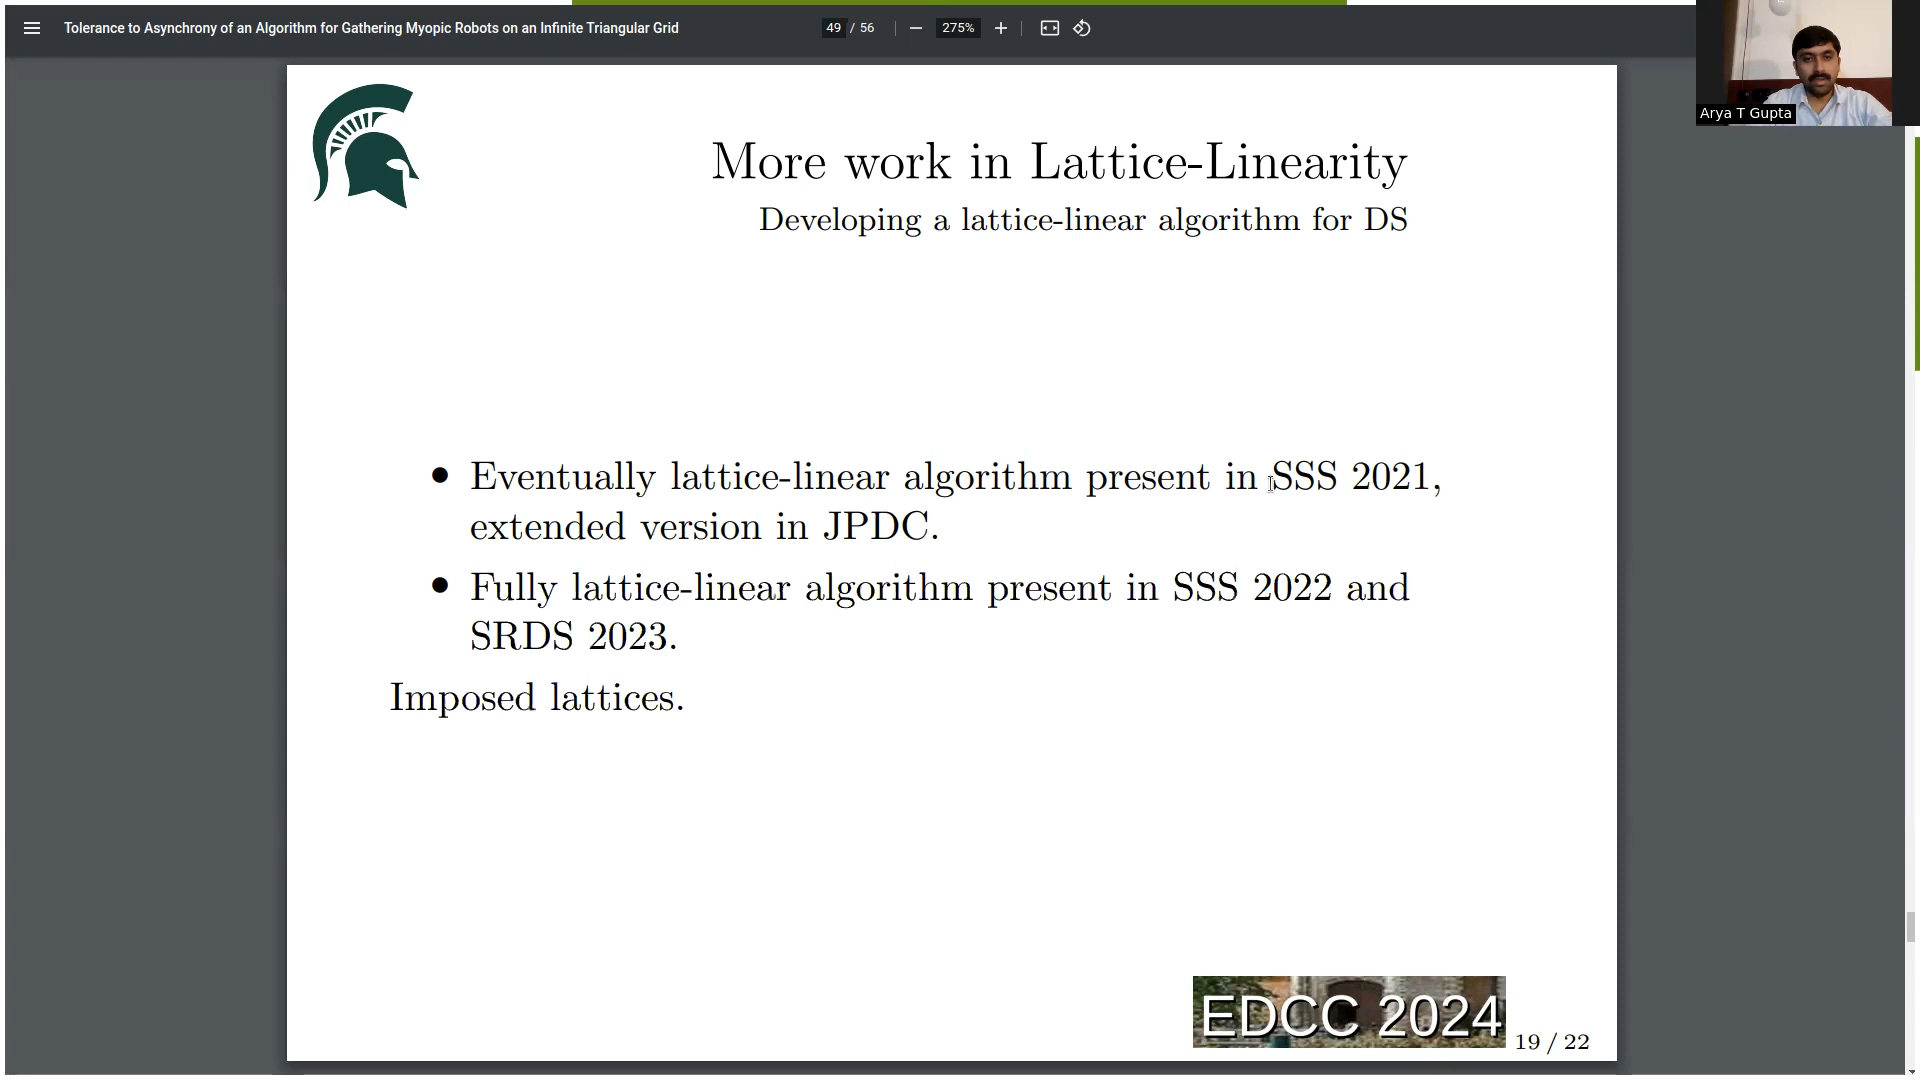 Tolerance to Asynchrony of an Algorithm for Gathering Myopic Robots on an Infinite Triangular Grid
49 / 56
275%
Arya T Gupta
More work in Lattice-Linearity
Developing a lattice-linear algorithm for DS
• Eventually lattice-linear algorithm present in SSS 2021,
extended version in JPDC.
• Fully lattice-linear algorithm present in SSS 2022 and
SRDS 2023.
Imposed lattices.
EDCC 2024
19 / 22